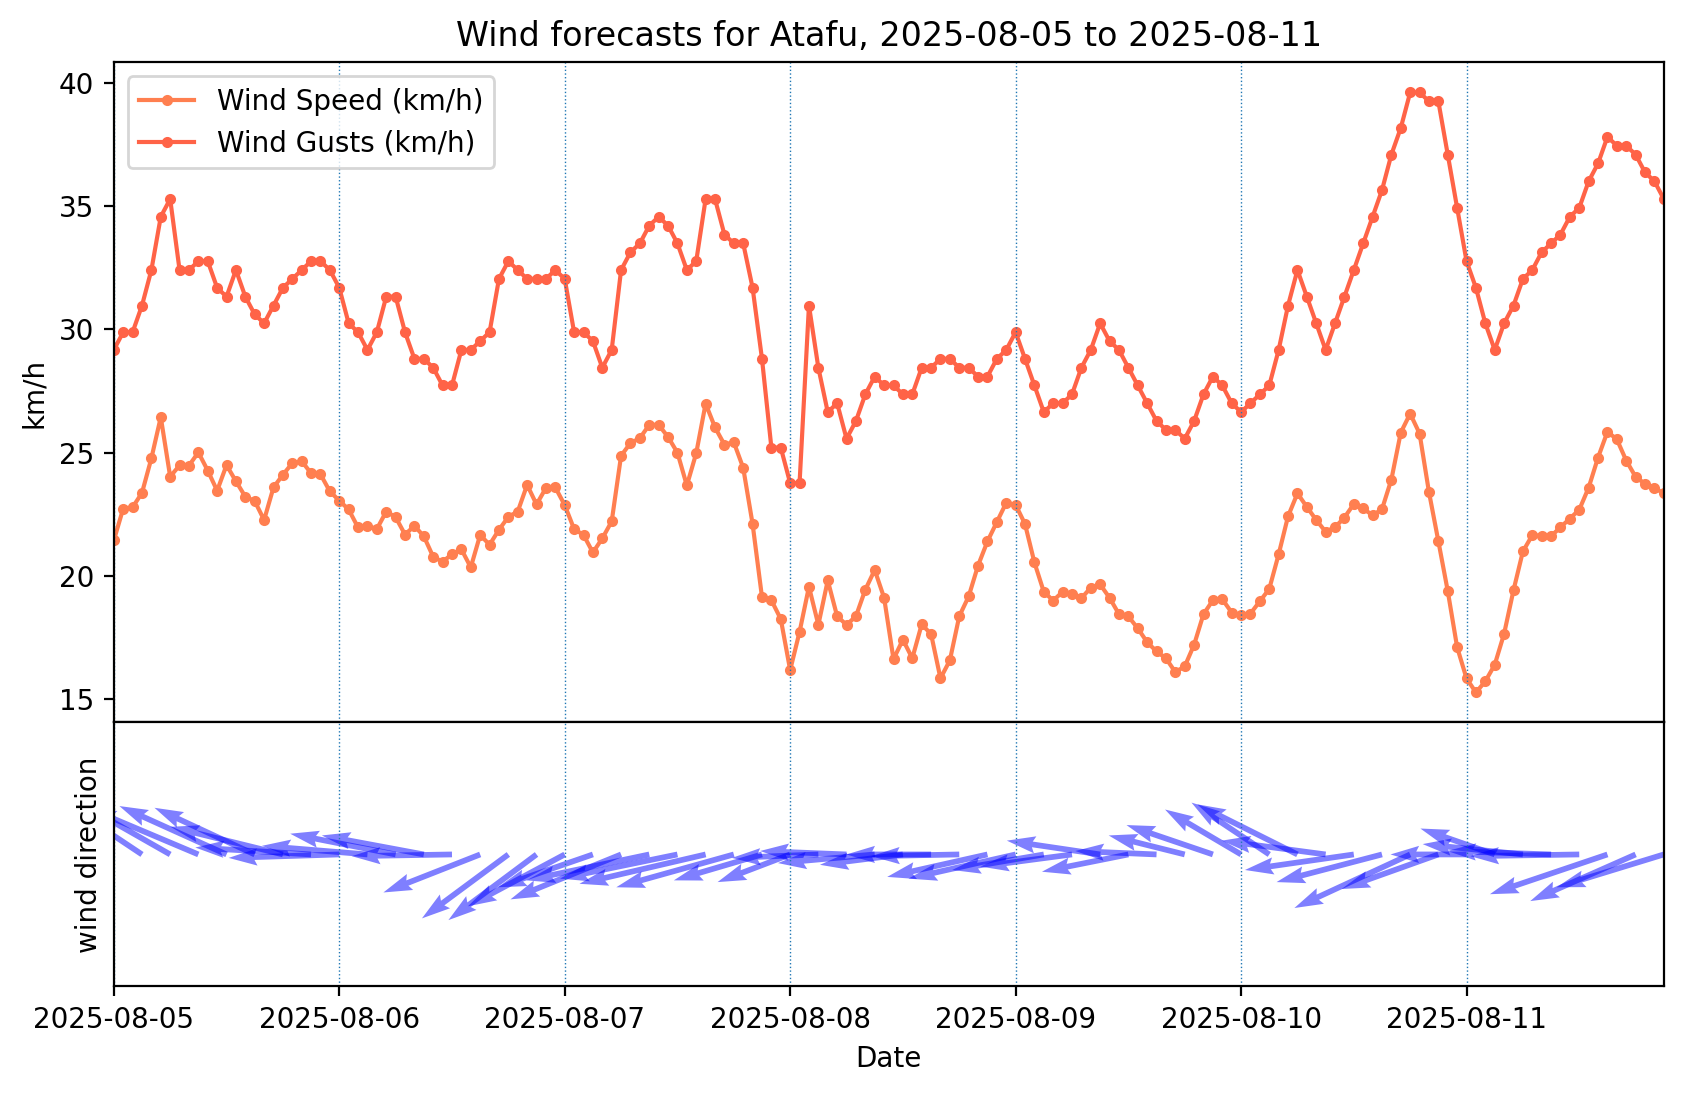 Wind forecasts for Atafu, 2025-08-05 to 2025-08-11
Wind Speed (km/h)
Wind Gusts (km/h)
40
35
30
25
20
15
km/h
wind direction
2025-08-05 2025-08-06 2025-08-07 2025-08-08 2025-08-09 2025-08-10 2025-08-11
Date